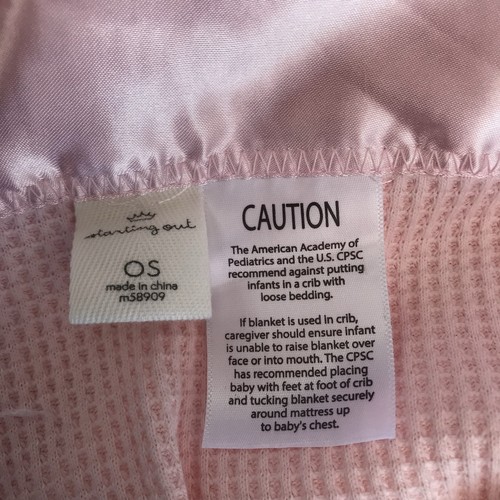 starting out
OS
made in china
m58909
CAUTION
The American Academy of
Pediatrics and the U.S. CPSC
recommend against putting
infants in a crib with
loose bedding.
If blanket is used in crib,
caregiver should ensure infant
is unable to raise blanket over
face or into mouth. The CPSC
has recommended placing
baby with feet at foot of crib
and tucking blanket securely
around mattress up
to baby's chest.